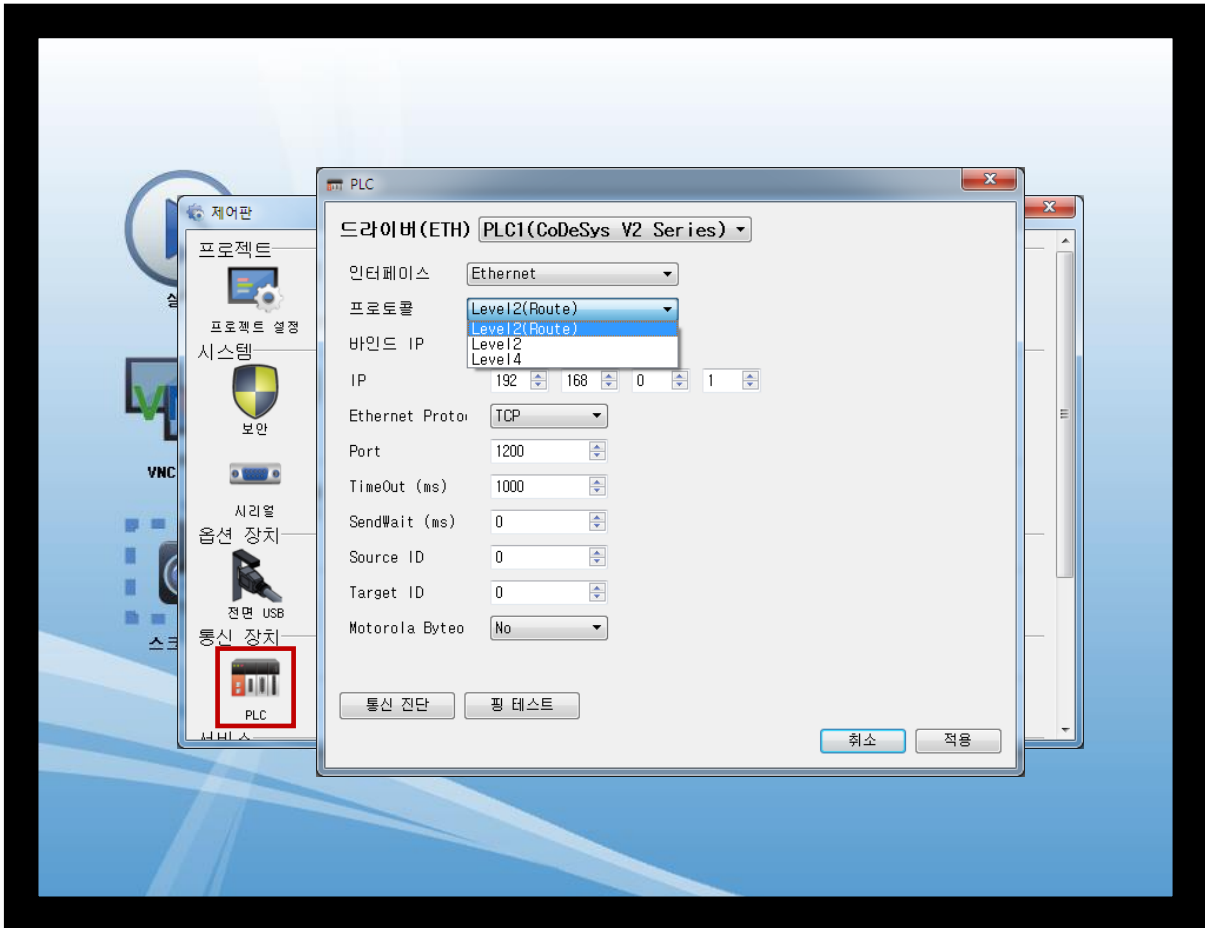 PLC
제어판
드라이버(ETH) PLC1(CoDeSys V2 Series)
프로젝트
인터페이스 Ethernet
프로토콜 Level2(Route)
Level2(Route)
Level2
Level4
프로젝트 설정
시스템
바인드 IP
IP 192 168 0 1
Ethernet Proto
TCP
보안
Port 1200
VNC
TimeOut (ms) 1000
시리얼
SendWait (ms) 0
옵션 장치
Source ID 0
Target ID 0
전면 USB
Motorola Byteo No
통신 장치
스크
통신 진단
핑 테스트
PLC
서비스
취소
적용